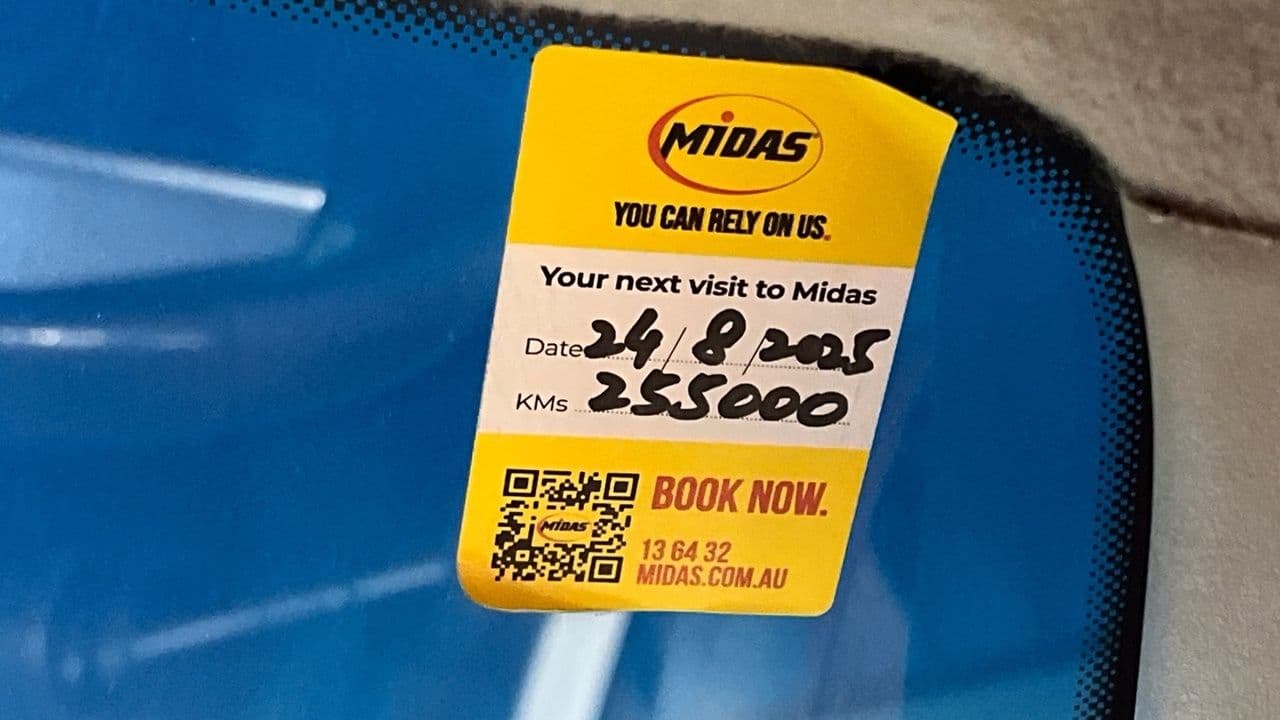 MIDAS
YOU CAN RELY ON US.
Your next visit to Midas
Date 24/8/2025
KMs 255000
MIDAS
BOOK NOW.
13 64 32
MIDAS.COM.AU